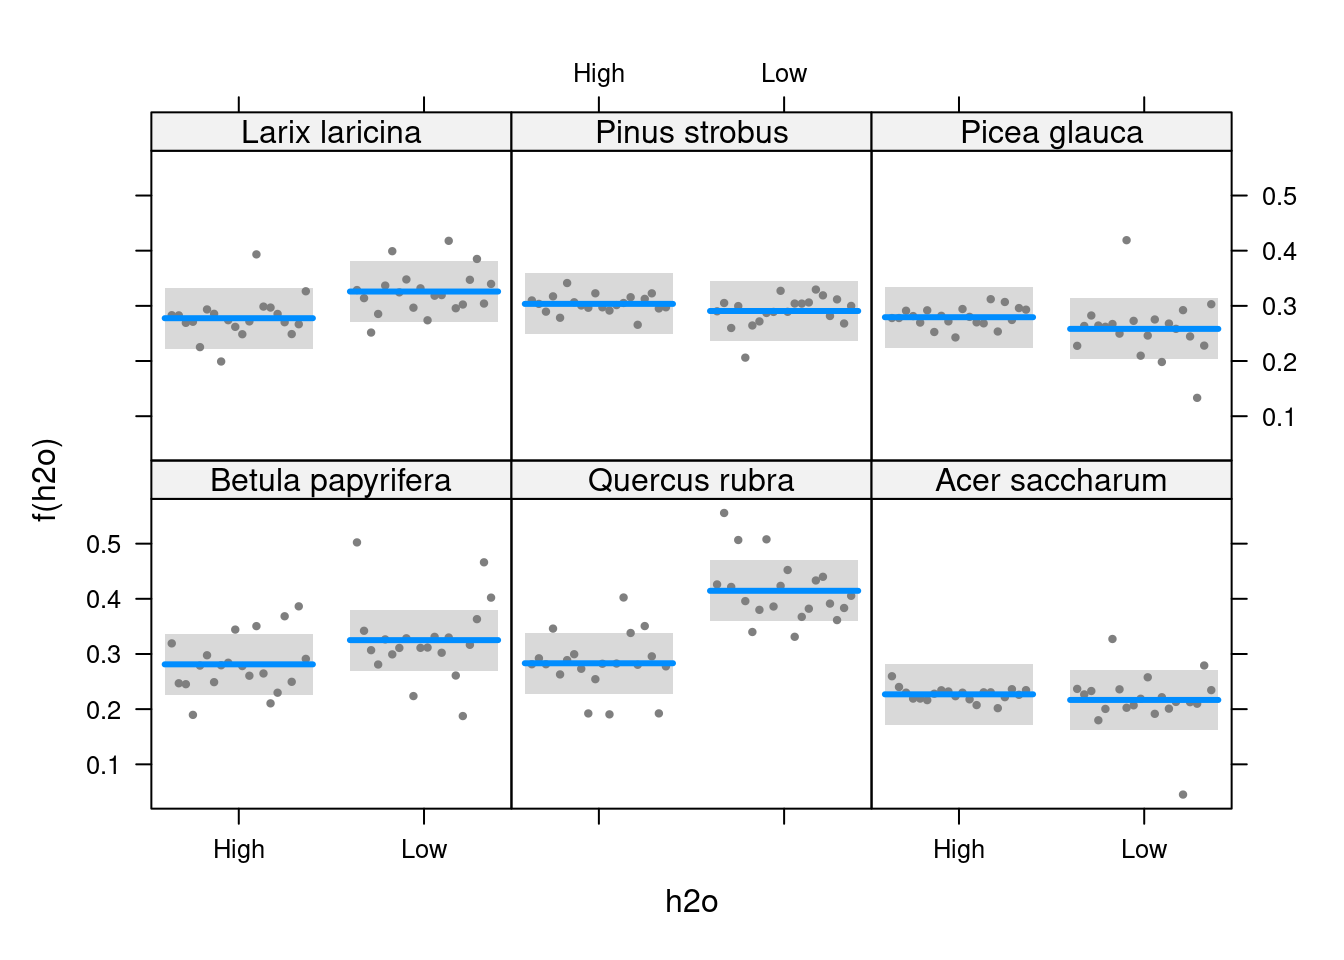 High Low
Larix laricina Pinus strobus Picea glauca
0.5
0.4
0.3
0.2
0.1
f(h2o)
Betula papyrifera Quercus rubra Acer saccharum
0.5
0.4
0.3
0.2
0.1
High Low High Low
h2o